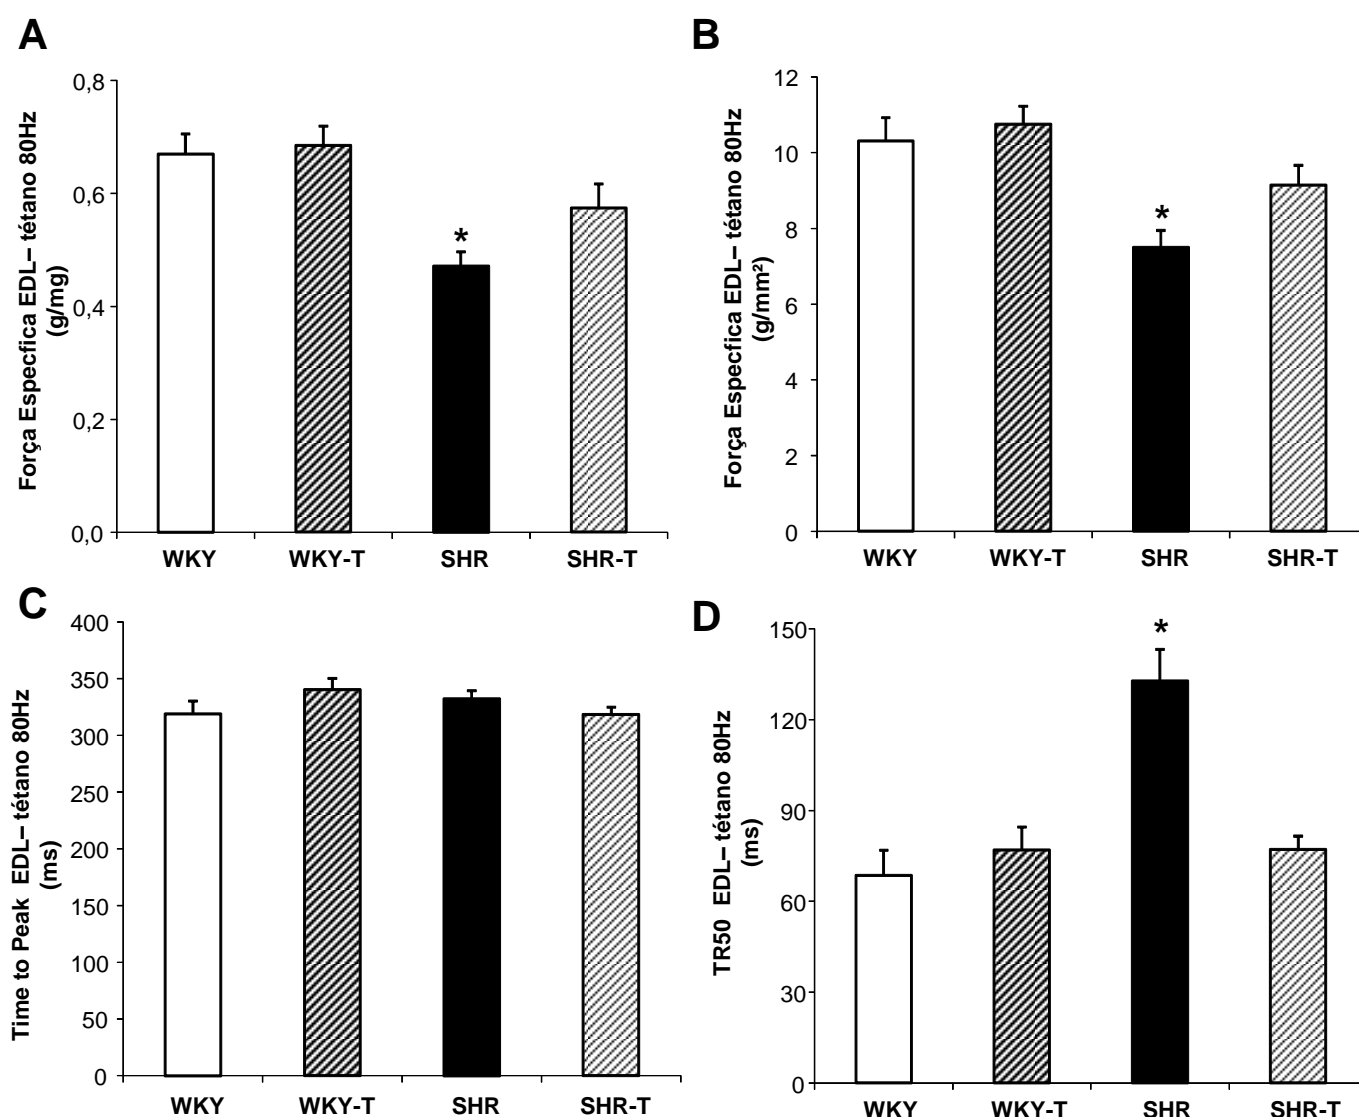 A
Força Especfica EDL– tétano 80Hz
(g/mg)
0,8
0,6
0,4
0,2
0,0
*
WKY WKY-T SHR SHR-T
B
Força Especfica EDL– tétano 80Hz
(g/mm²)
12
10
8
6
4
2
0
*
WKY WKY-T SHR SHR-T
C
Time to Peak EDL– tétano 80Hz
(ms)
400
350
300
250
200
150
100
50
0
WKY WKY-T SHR SHR-T
D
TR50 EDL– tétano 80Hz
(ms)
150
120
90
60
30
0
*
WKY WKY-T SHR SHR-T